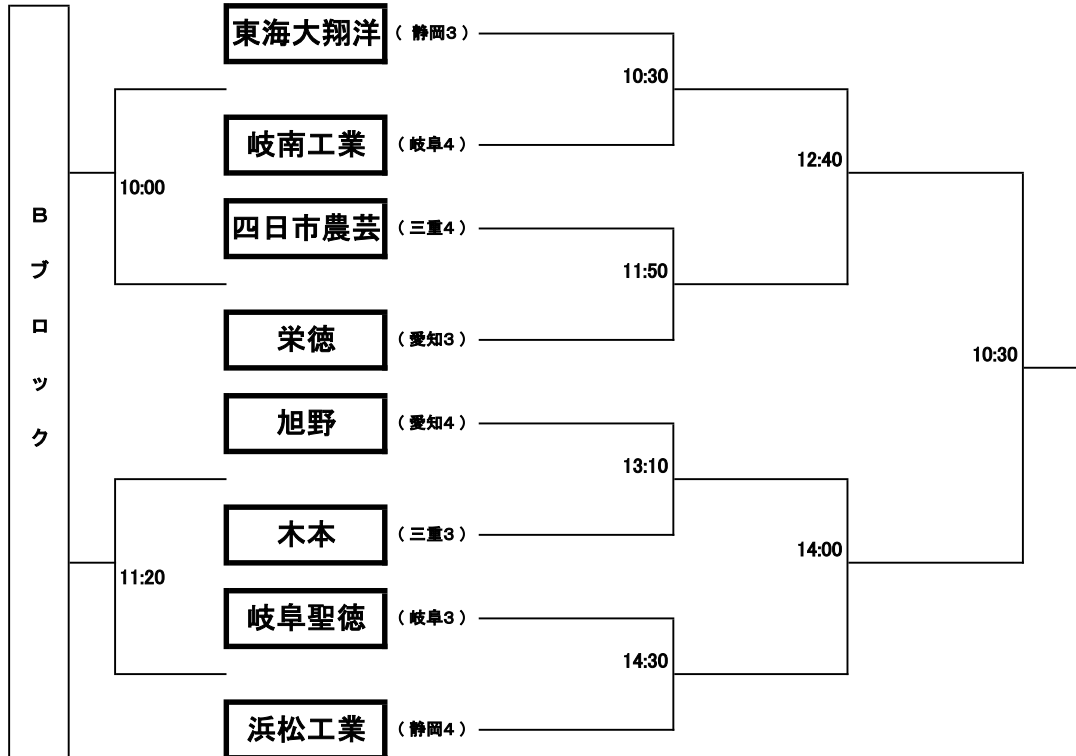 Bブロック
東海大翔洋 (静岡3)
10:30
岐南工業 (岐阜4)
12:40
10:00
四日市農芸 (三重4)
11:50
栄徳 (愛知3)
10:30
旭野 (愛知4)
13:10
木本 (三重3)
14:00
11:20
岐阜聖徳 (岐阜3)
14:30
浜松工業 (静岡4)